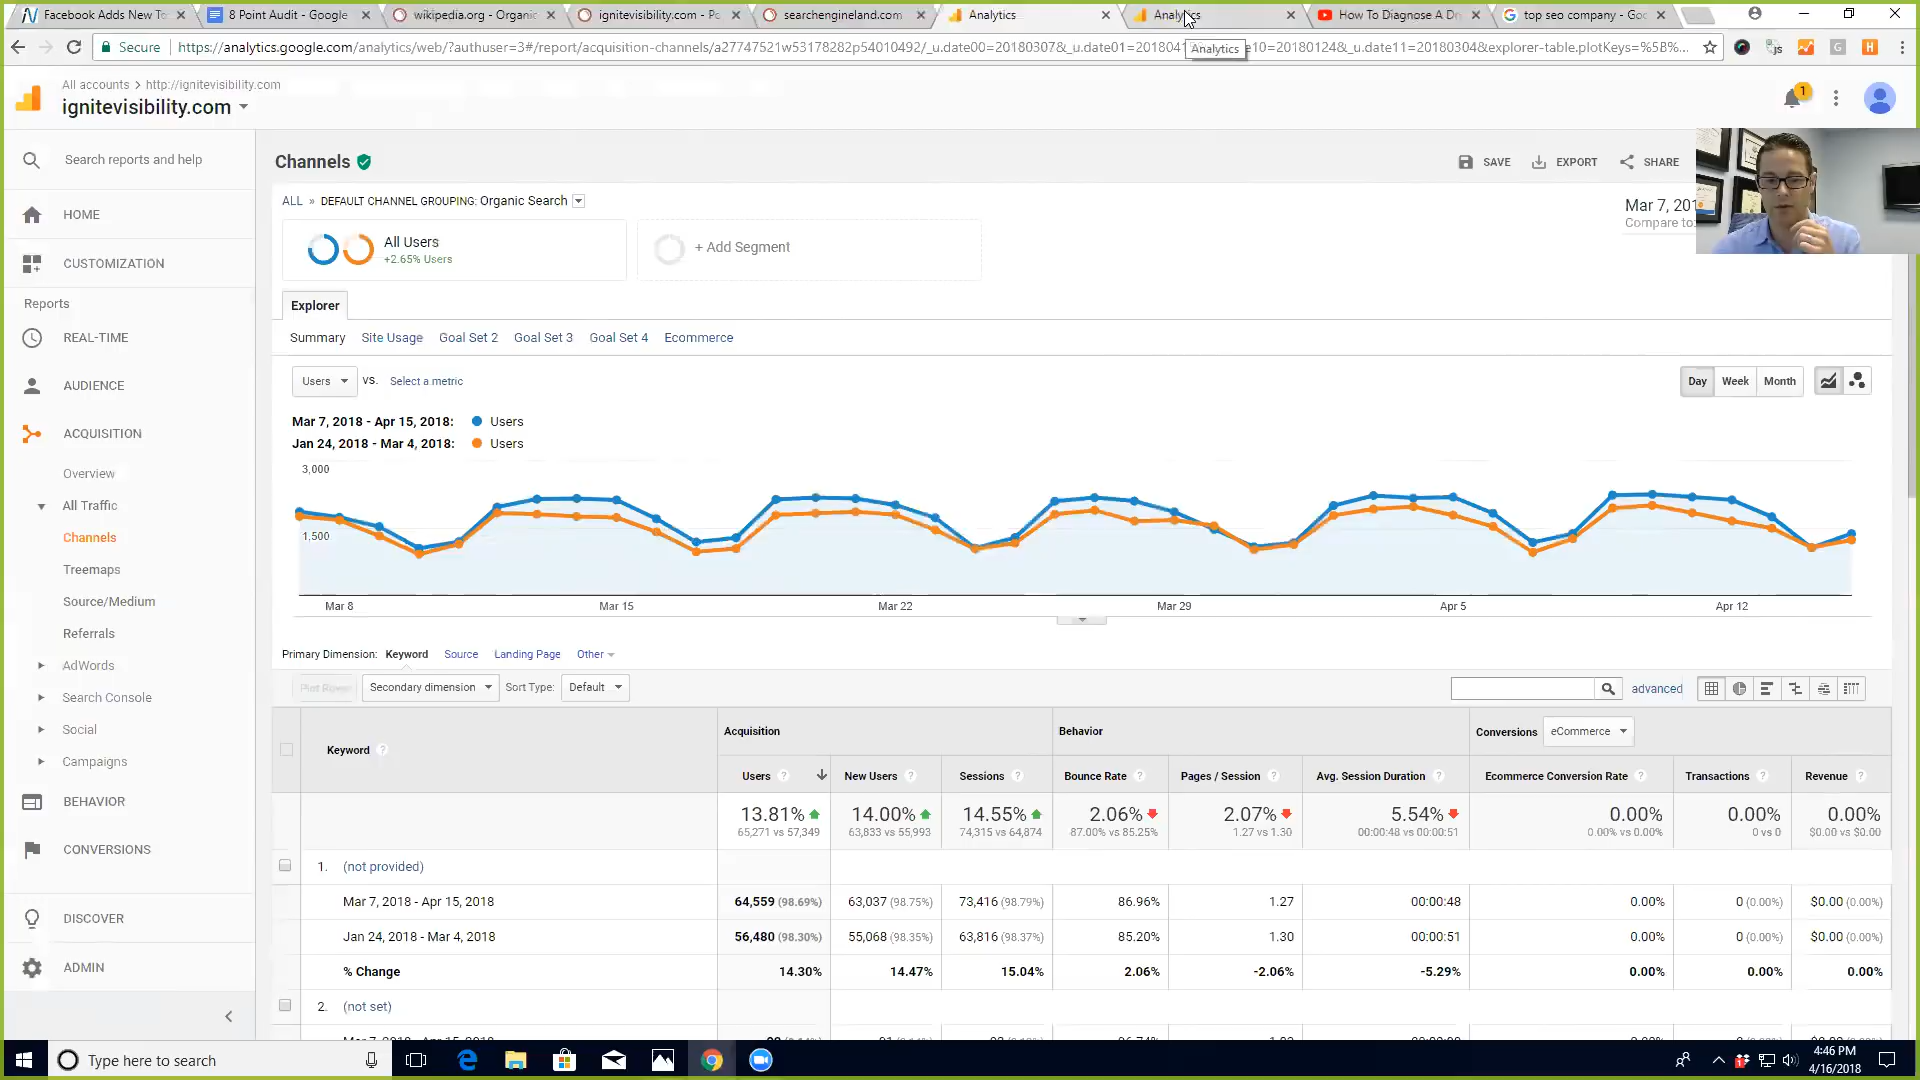 Facebook Adds New To
8 Point Audit - Google
wikipedia.org - Organic
ignitevisibility.com - Po
searchengineland.com
Analytics
Analytics
How To Diagnose A Dr
top seo company - Goo
Secure
https://analytics.google.com/analytics/web/?authuser=3#/report/acquisition-channels/a27747521w53178282p54010492/_u.date00=20180307&_u.date01=2018041
e10=20180124&_u.date11=20180304&explorer-table.plotKeys=%5B%...
Analytics
All accounts > http://ignitevisibility.com
ignitevisibility.com
1
Search reports and help
HOME
CUSTOMIZATION
Reports
REAL-TIME
AUDIENCE
ACQUISITION
Overview
All Traffic
Channels
Treemaps
Source/Medium
Referrals
AdWords
Search Console
Social
Campaigns
BEHAVIOR
CONVERSIONS
DISCOVER
ADMIN
Channels
SAVE
EXPORT
SHARE
ALL » DEFAULT CHANNEL GROUPING: Organic Search
Mar 7, 201
Compare to:
All Users
+2.65% Users
+ Add Segment
Explorer
Summary Site Usage Goal Set 2 Goal Set 3 Goal Set 4 Ecommerce
Users VS. Select a metric
Day Week Month
Mar 7, 2018 - Apr 15, 2018: Users
Jan 24, 2018 - Mar 4, 2018: Users
3,000
1,500
Mar 8 Mar 15 Mar 22 Mar 29 Apr 5 Apr 12
Primary Dimension: Keyword Source Landing Page Other
Plot Rows Secondary dimension Sort Type: Default
advanced
Keyword ?
Acquisition Behavior Conversions eCommerce
Users ? New Users ? Sessions ? Bounce Rate ? Pages / Session ? Avg. Session Duration ? Ecommerce Conversion Rate ? Transactions ? Revenue ?
13.81% 14.00% 14.55% 2.06% 2.07% 5.54% 0.00% 0.00% 0.00%
65,271 vs 57,349 63,833 vs 55,993 74,315 vs 64,874 87.00% vs 85.25% 1.27 vs 1.30 00:00:48 vs 00:00:51 0.00% vs 0.00% 0 vs 0 $0.00 vs $0.00
1. (not provided)
Mar 7, 2018 - Apr 15, 2018 64,559 (98.69%) 63,037 (98.75%) 73,416 (98.79%) 86.96% 1.27 00:00:48 0.00% 0 (0.00%) $0.00 (0.00%)
Jan 24, 2018 - Mar 4, 2018 56,480 (98.30%) 55,068 (98.35%) 63,816 (98.37%) 85.20% 1.30 00:00:51 0.00% 0 (0.00%) $0.00 (0.00%)
% Change 14.30% 14.47% 15.04% 2.06% -2.06% -5.29% 0.00% 0.00% 0.00%
2. (not set)
Type here to search
4:46 PM
4/16/2018